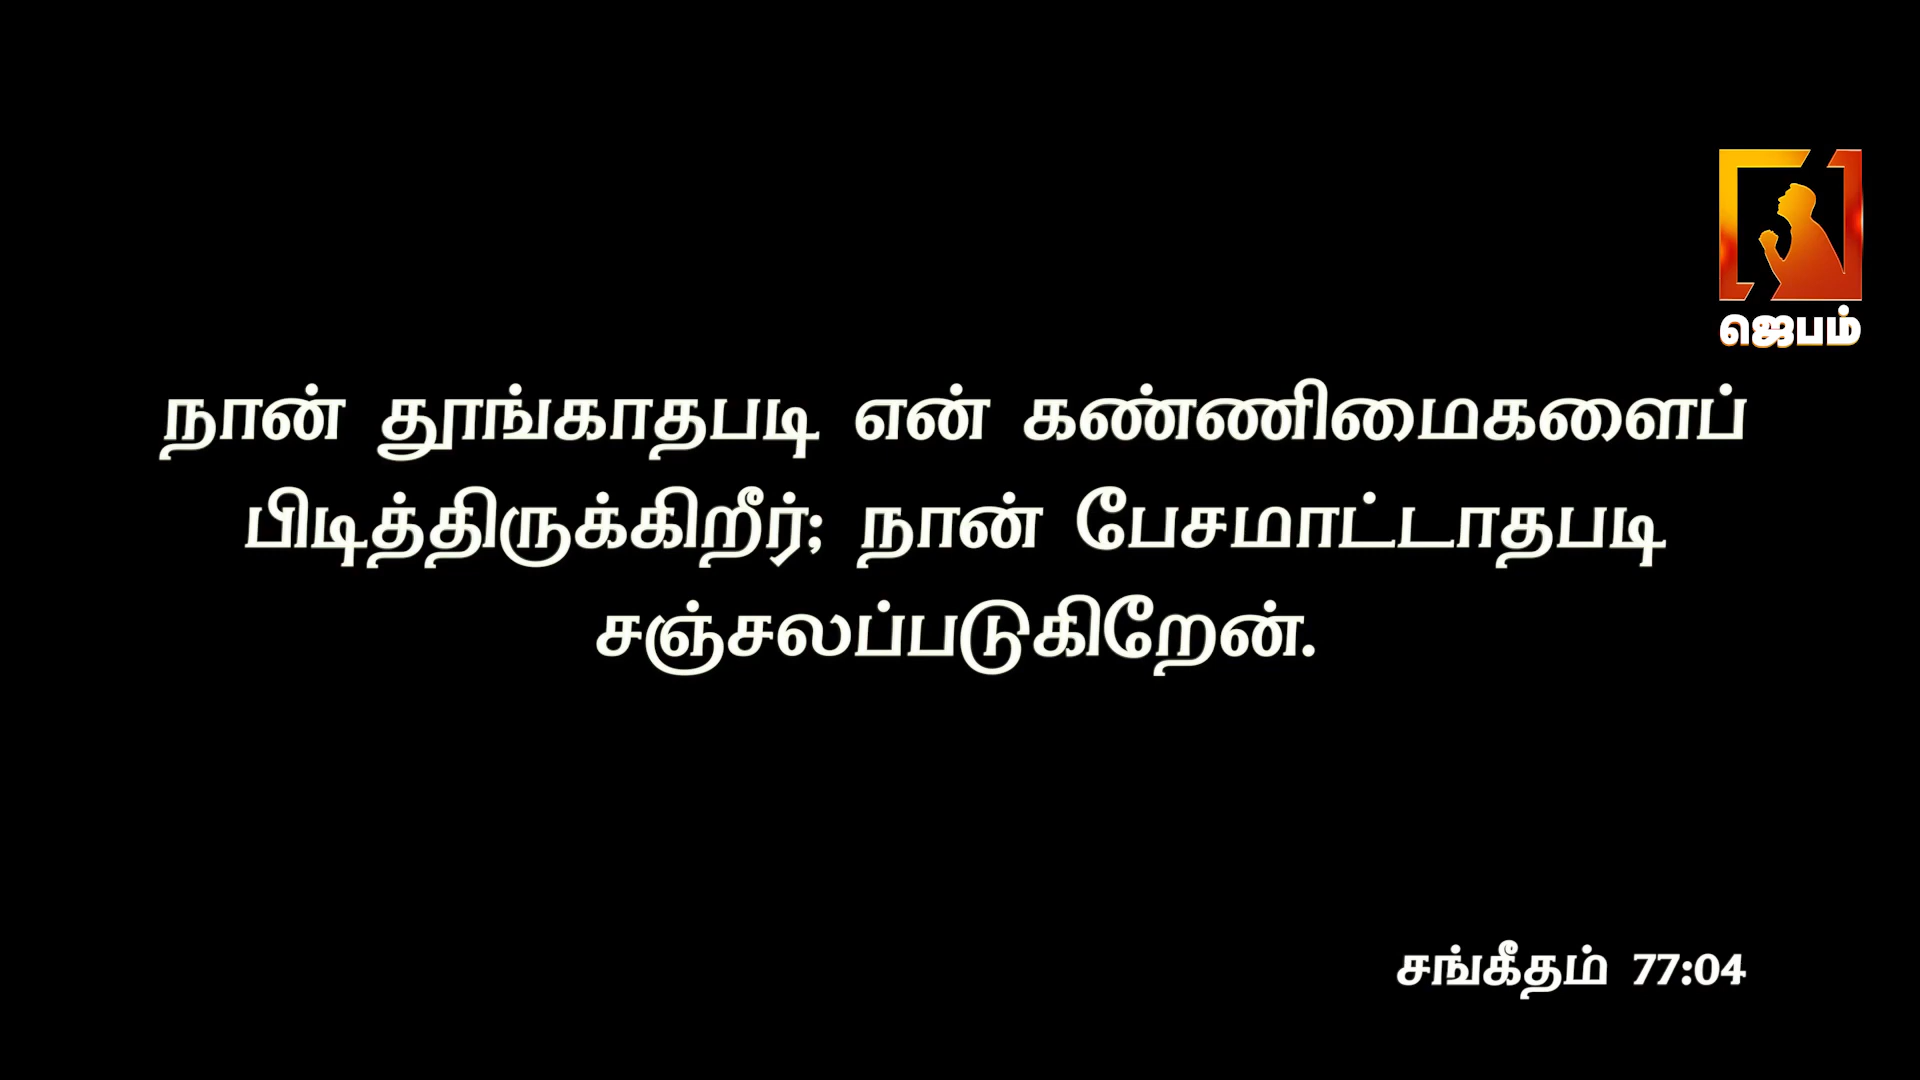 ஜெபம்
நான் தூங்காதபடி என் கண்ணிமைகளைப்
பிடித்திருக்கிறீர்; நான் பேசமாட்டாதபடி
சஞ்சலப்படுகிறேன்.
சங்கீதம் 77:04